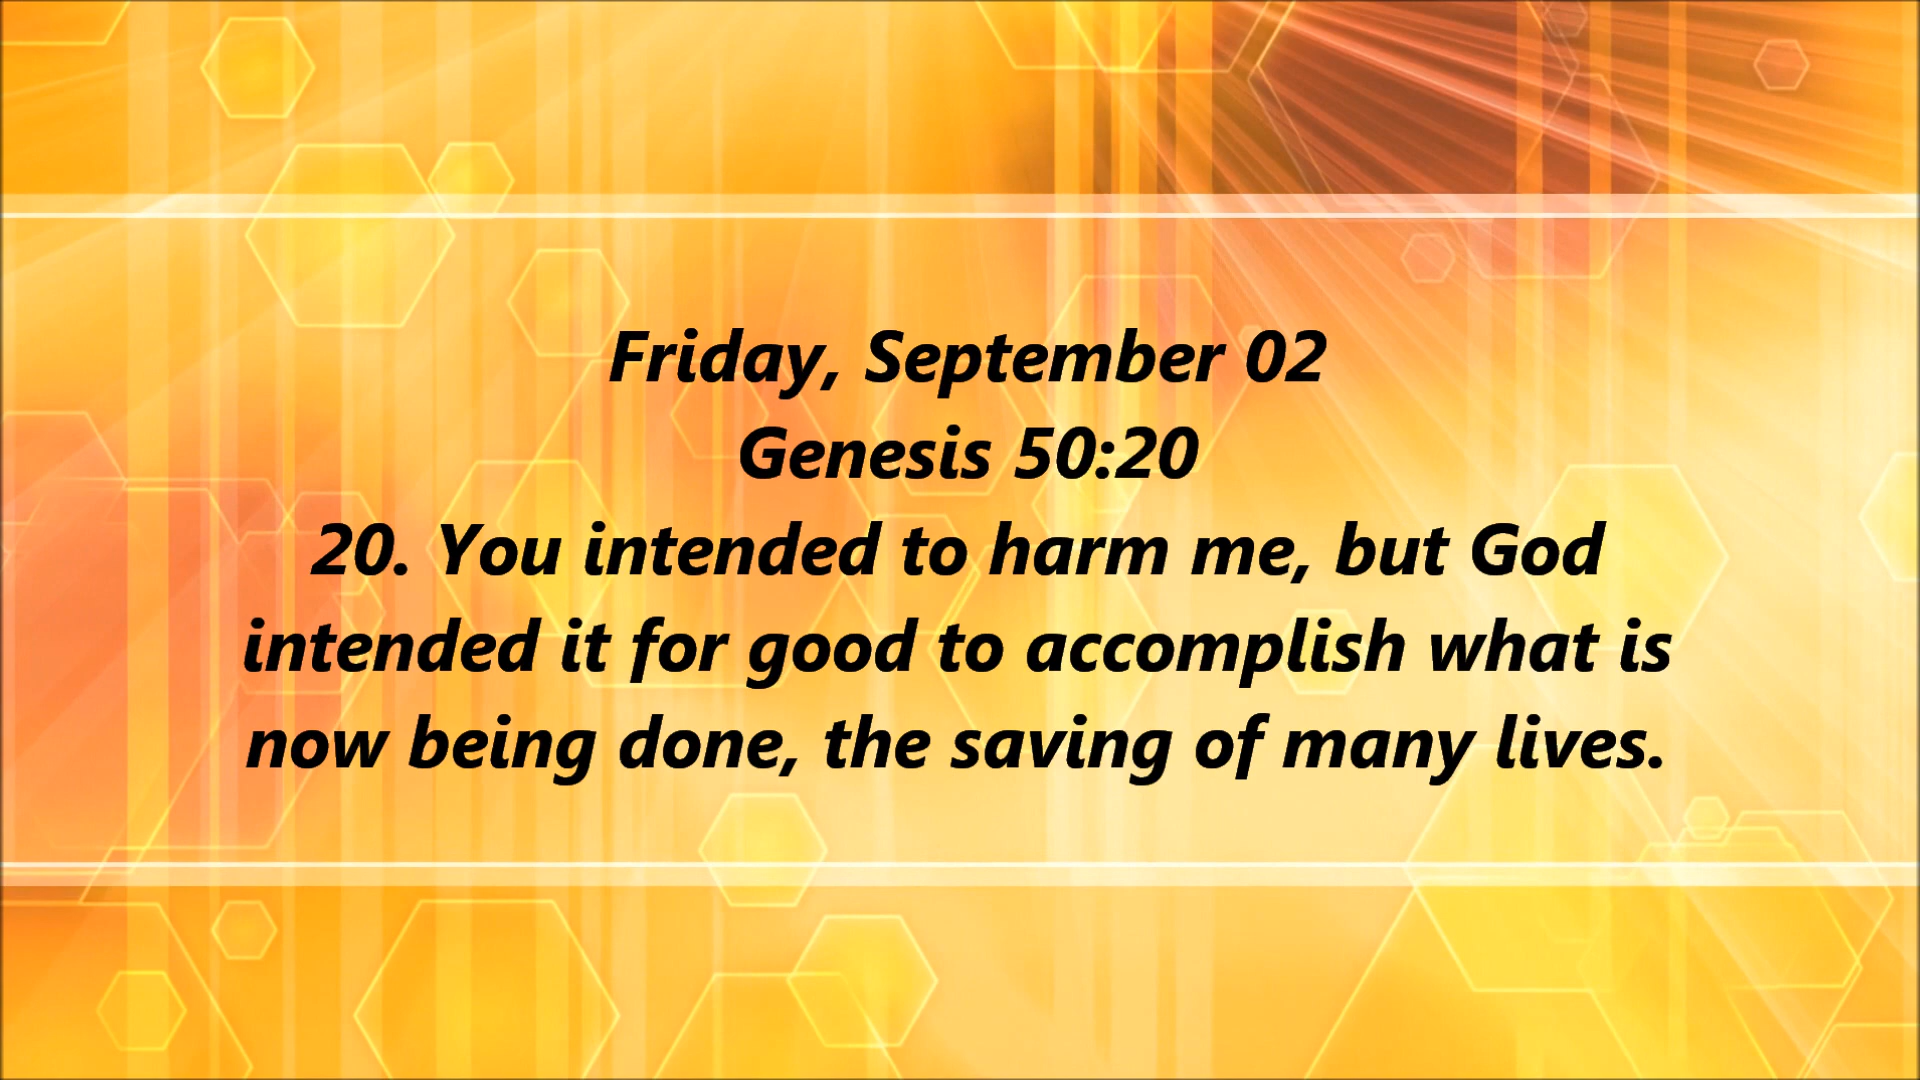 Friday, September 02
Genesis 50:20
20. You intended to harm me, but God
intended it for good to accomplish what is
now being done, the saving of many lives.